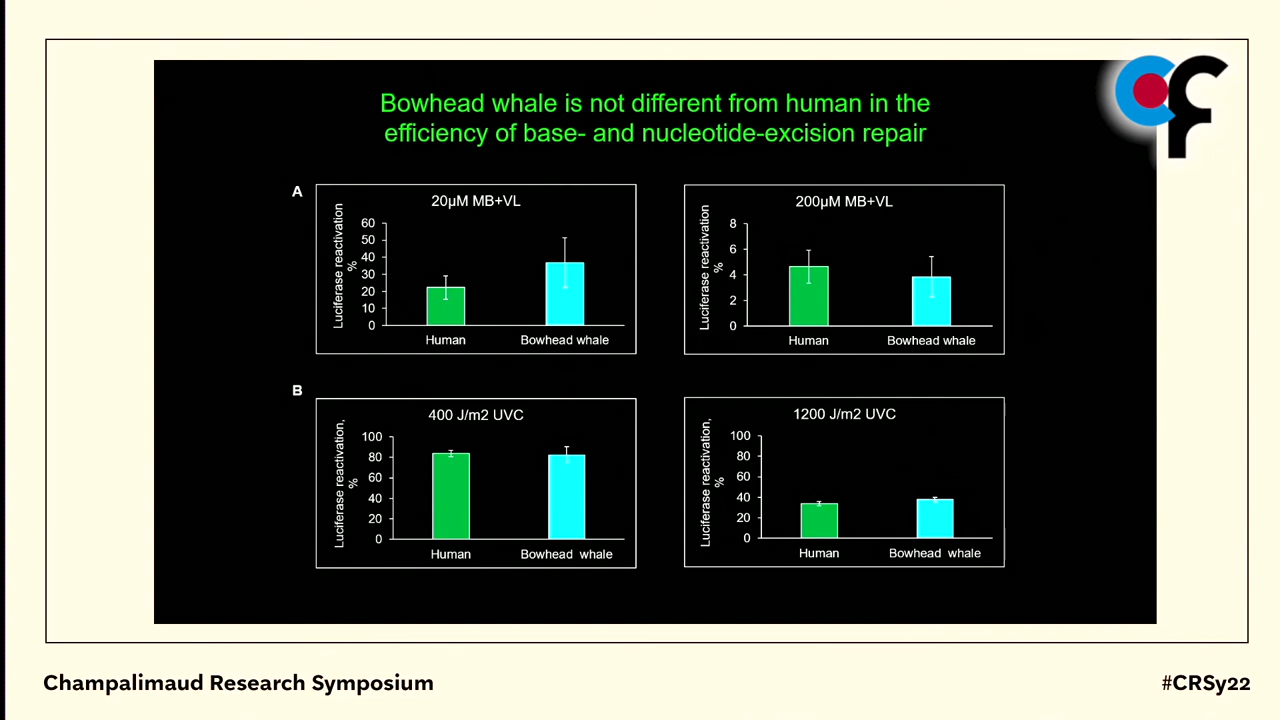 Bowhead whale is not different from human in the
efficiency of base- and nucleotide-excision repair
A
20µM MB+VL
Luciferase reactivation
%
60
50
40
30
20
10
0
Human
Bowhead whale
200µM MB+VL
Luciferase reactivation
%
8
6
4
2
0
Human
Bowhead whale
B
400 J/m2 UVC
Luciferase reactivation,
%
100
80
60
40
20
0
Human
Bowhead whale
1200 J/m2 UVC
Luciferase reactivation,
%
100
80
60
40
20
0
Human
Bowhead whale
cf
Champalimaud Research Symposium
#CRSy22